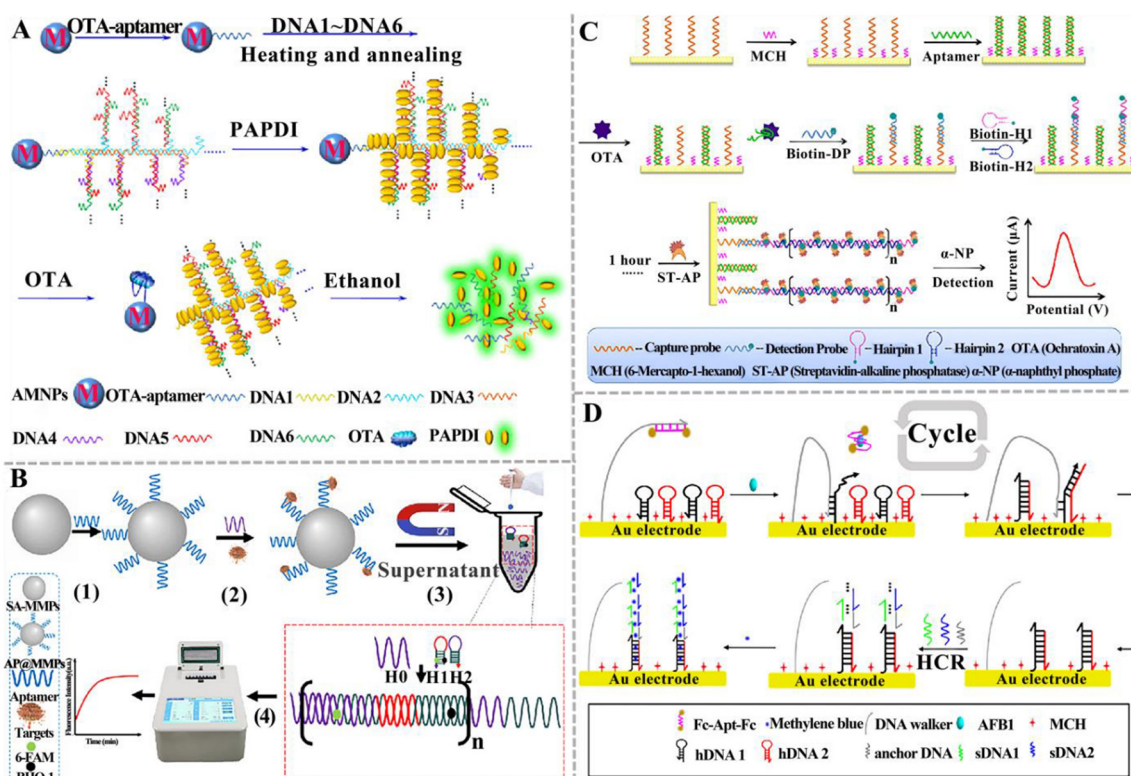 A
M
OTA-aptamer
M
DNA1~DNA6
Heating and annealing
M
PAPDI
M
OTA
M
Ethanol
AMNPs M OTA-aptamer DNA1 DNA2 DNA3
DNA4 DNA5 DNA6 OTA PAPDI
B
(1)
(2)
Supernatant
(3)
N
S
SA-MMPs
AP@MMPs
Aptamer
Targets
6-FAM
Fluorescence Intensity(a.u.)
Time (min)
(4)
H0
H1 H2
n
C
MCH
Aptamer
OTA
Biotin-DP
Biotin-H1
Biotin-H2
1 hour
......
ST-AP
n
n
α-NP
Detection
Current (μA)
Potential (V)
-- Capture probe -- Detection Probe -- Hairpin 1 -- Hairpin 2 OTA (Ochratoxin A)
MCH (6-Mercapto-1-hexanol) ST-AP (Streptavidin-alkaline phosphatase) α-NP (α-naphthyl phosphate)
D
Cycle
Au electrode
Au electrode
Au electrode
HCR
Au electrode
Au electrode
Au electrode
Fc-Apt-Fc Methylene blue DNA walker AFB1 MCH
hDNA 1 hDNA 2 anchor DNA sDNA1 sDNA2